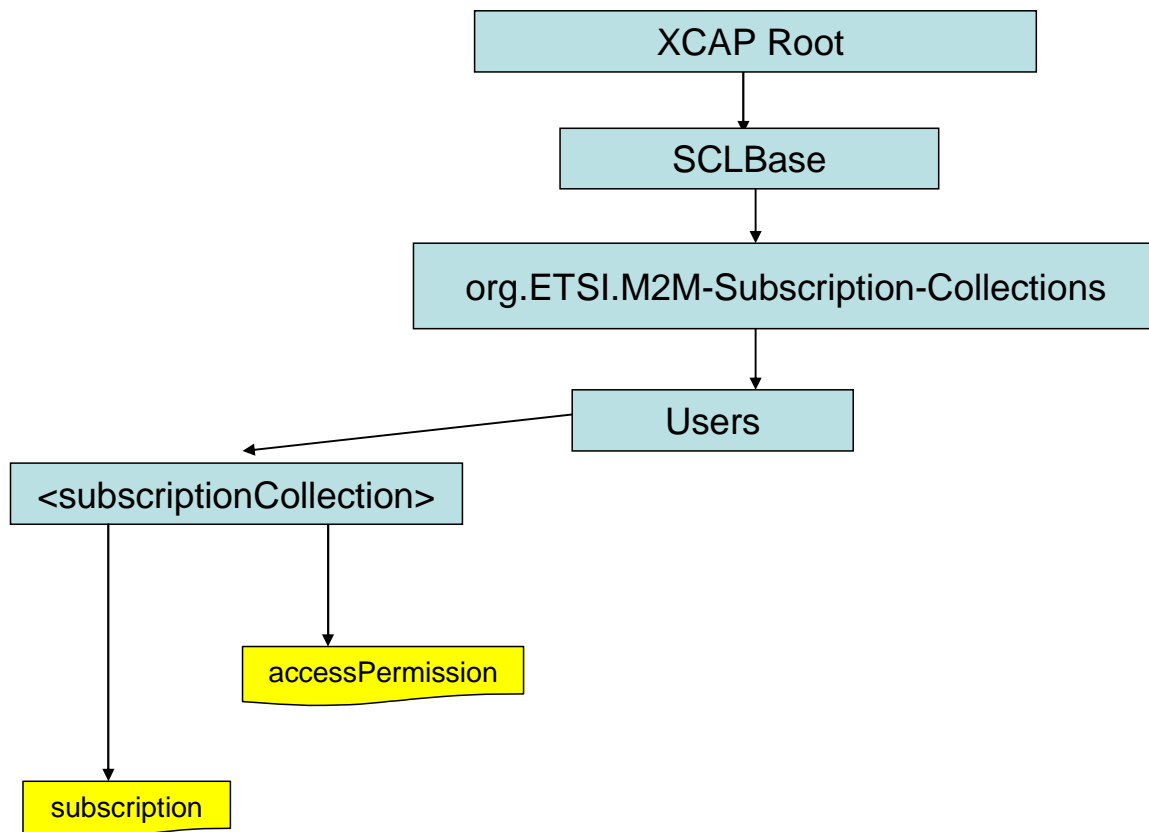 XCAP Root
SCLBase
org.ETSI.M2M-Subscription-Collections
Users
<subscriptionCollection>
accessPermission
subscription